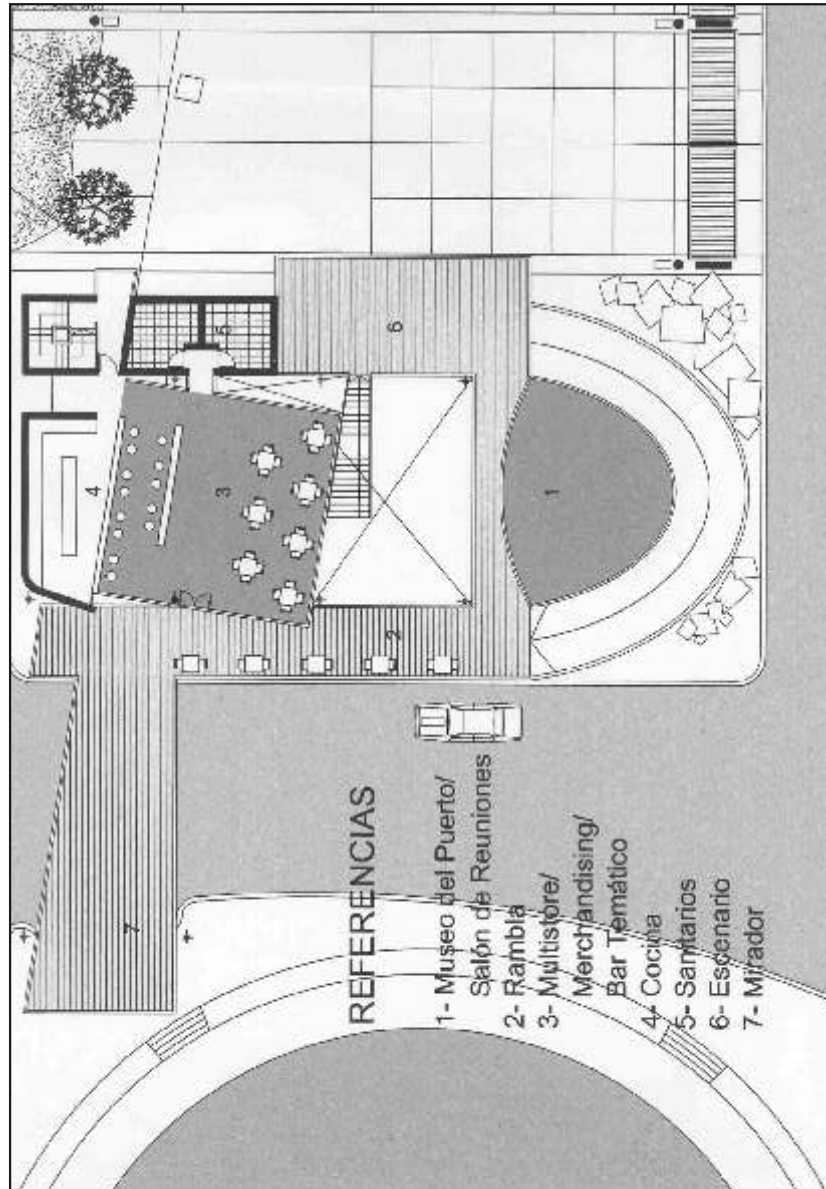 REFERENCIAS
1- Museo del Puerto/
Salón de Reuniones
2- Rambla
3- Multistore/
Merchandising/
Bar Temático
4- Cocina
5- Sanitarios
6- Escenario
7- Mirador
4
3
5
6
2
1
7